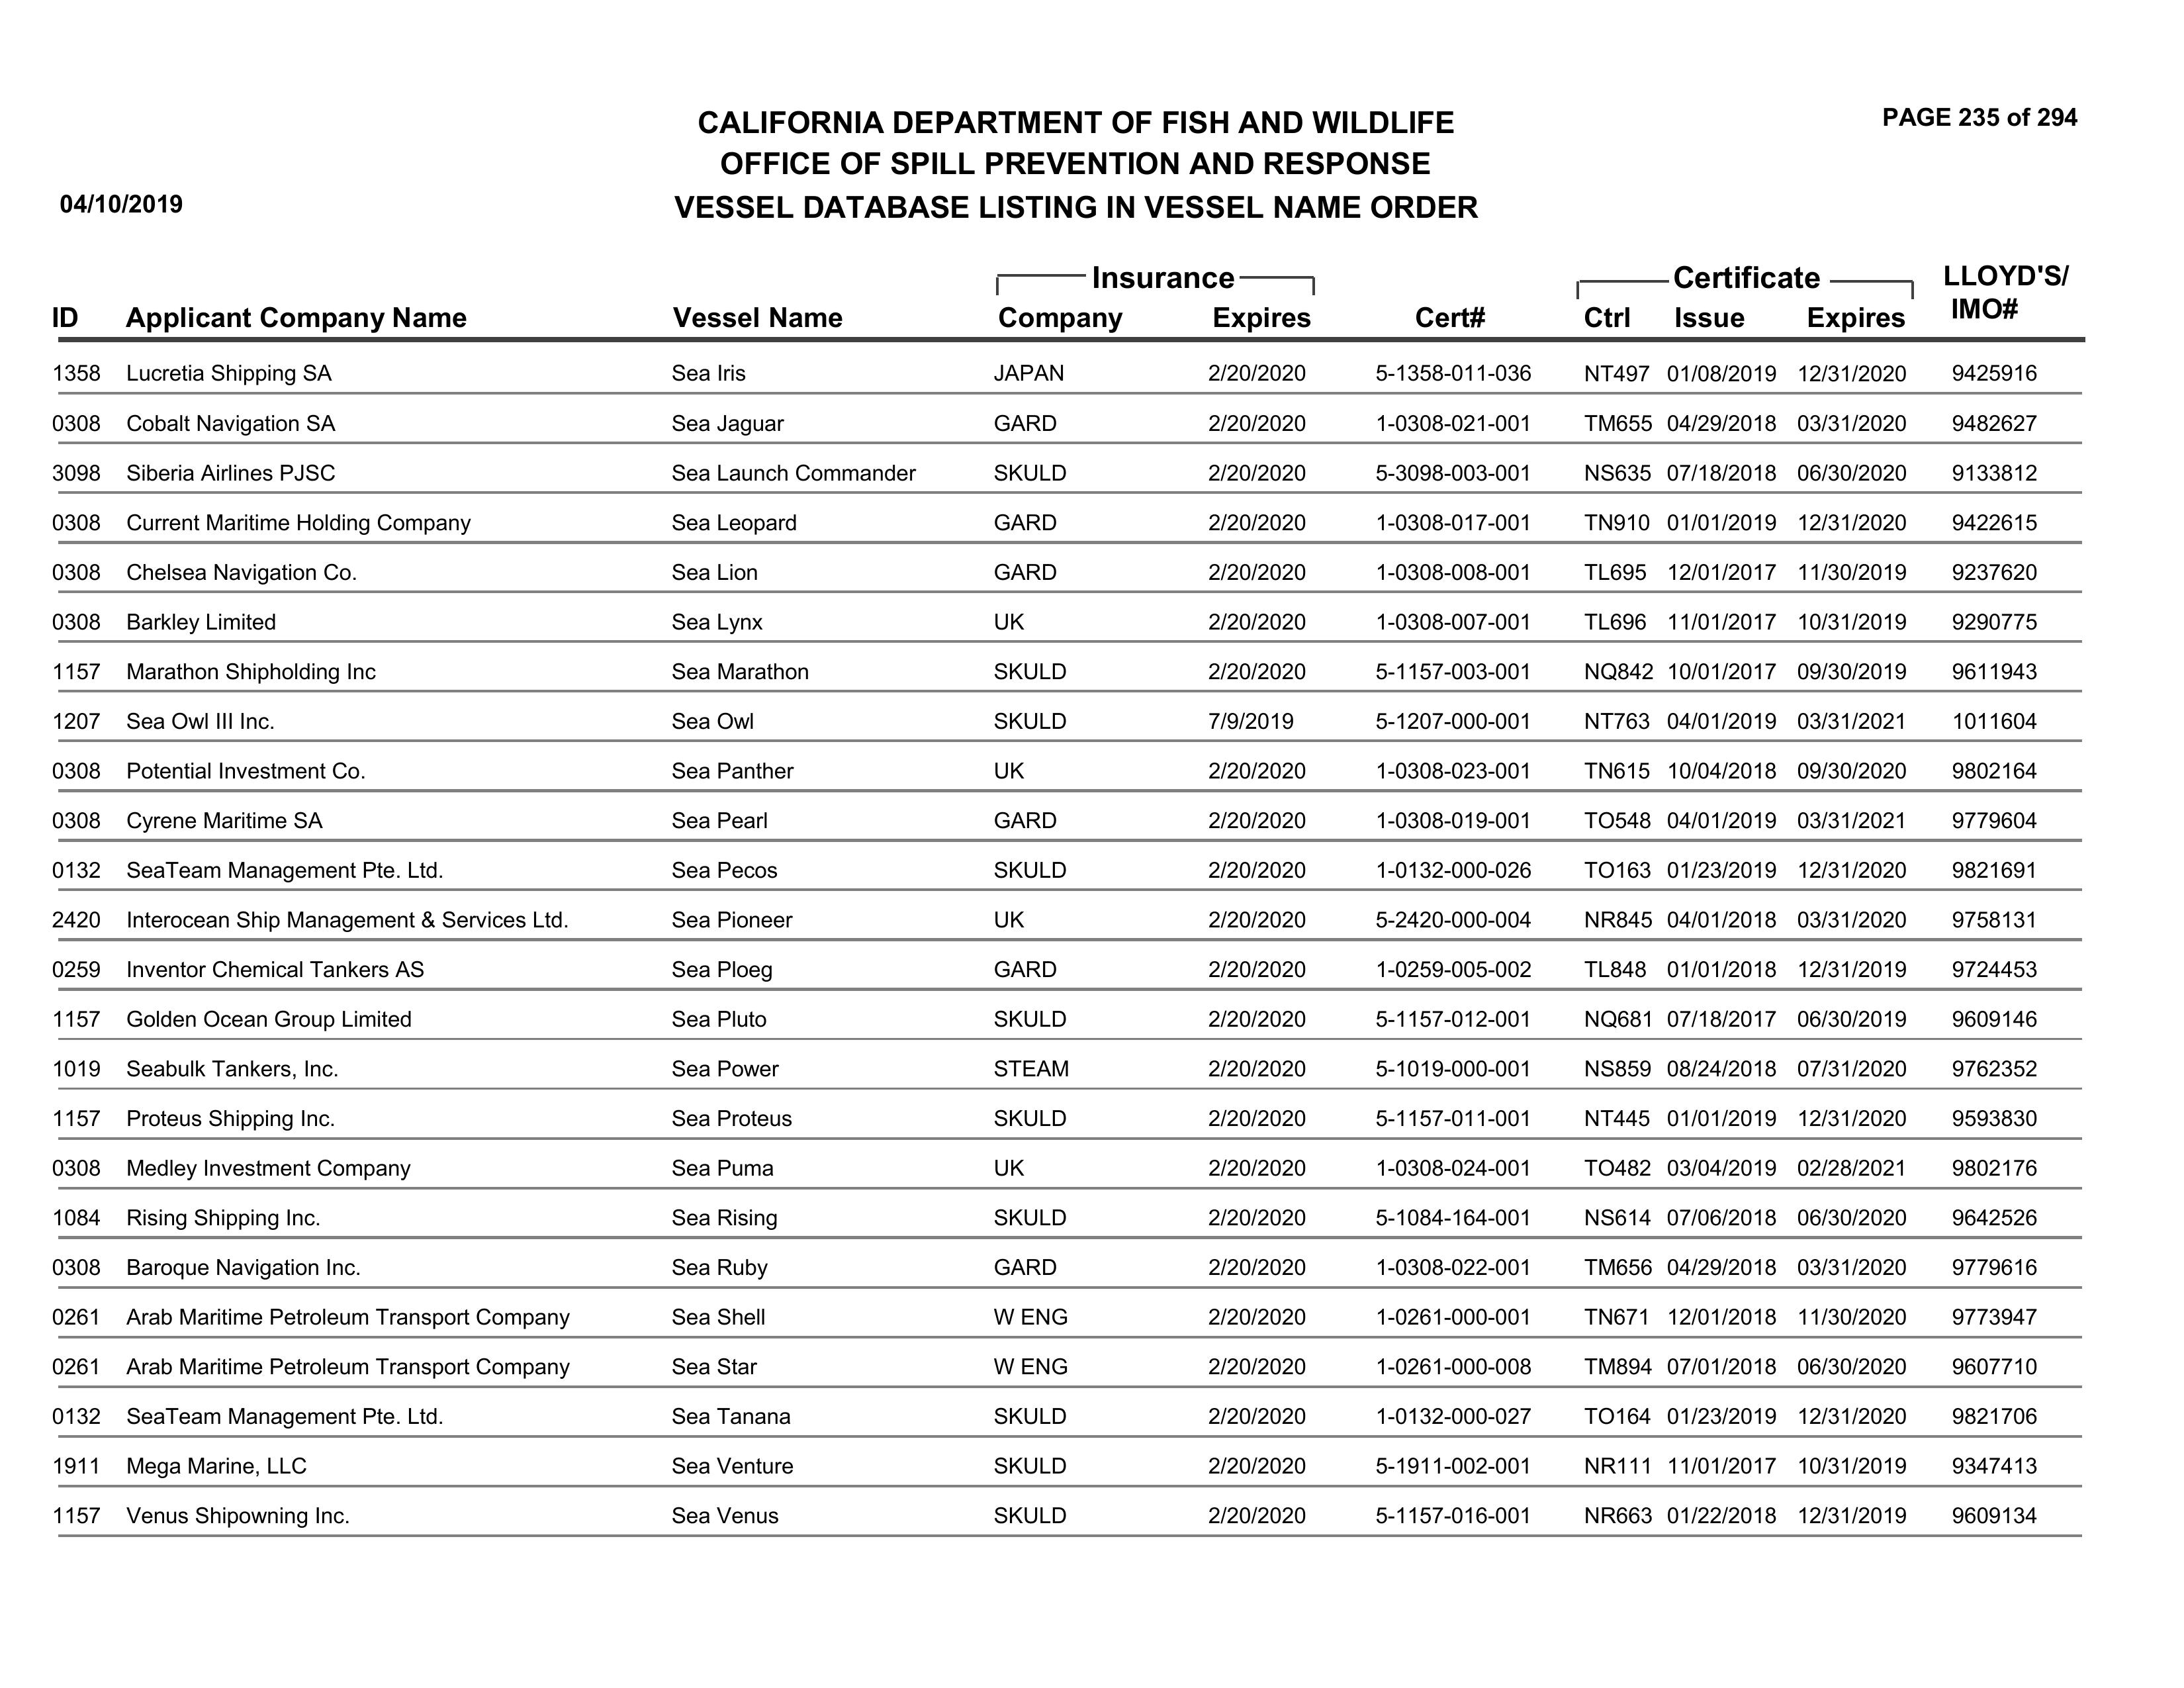 CALIFORNIA DEPARTMENT OF FISH AND WILDLIFE
PAGE 235 of 294
OFFICE OF SPILL PREVENTION AND RESPONSE
04/10/2019
VESSEL DATABASE LISTING IN VESSEL NAME ORDER
Insurance Certificate LLOYD'S/
ID Applicant Company Name Vessel Name Company Expires Cert# Ctrl Issue Expires IMO#
1358 Lucretia Shipping SA Sea Iris JAPAN 2/20/2020 5-1358-011-036 NT497 01/08/2019 12/31/2020 9425916
0308 Cobalt Navigation SA Sea Jaguar GARD 2/20/2020 1-0308-021-001 TM655 04/29/2018 03/31/2020 9482627
3098 Siberia Airlines PJSC Sea Launch Commander SKULD 2/20/2020 5-3098-003-001 NS635 07/18/2018 06/30/2020 9133812
0308 Current Maritime Holding Company Sea Leopard GARD 2/20/2020 1-0308-017-001 TN910 01/01/2019 12/31/2020 9422615
0308 Chelsea Navigation Co. Sea Lion GARD 2/20/2020 1-0308-008-001 TL695 12/01/2017 11/30/2019 9237620
0308 Barkley Limited Sea Lynx UK 2/20/2020 1-0308-007-001 TL696 11/01/2017 10/31/2019 9290775
1157 Marathon Shipholding Inc Sea Marathon SKULD 2/20/2020 5-1157-003-001 NQ842 10/01/2017 09/30/2019 9611943
1207 Sea Owl III Inc. Sea Owl SKULD 7/9/2019 5-1207-000-001 NT763 04/01/2019 03/31/2021 1011604
0308 Potential Investment Co. Sea Panther UK 2/20/2020 1-0308-023-001 TN615 10/04/2018 09/30/2020 9802164
0308 Cyrene Maritime SA Sea Pearl GARD 2/20/2020 1-0308-019-001 TO548 04/01/2019 03/31/2021 9779604
0132 SeaTeam Management Pte. Ltd. Sea Pecos SKULD 2/20/2020 1-0132-000-026 TO163 01/23/2019 12/31/2020 9821691
2420 Interocean Ship Management & Services Ltd. Sea Pioneer UK 2/20/2020 5-2420-000-004 NR845 04/01/2018 03/31/2020 9758131
0259 Inventor Chemical Tankers AS Sea Ploeg GARD 2/20/2020 1-0259-005-002 TL848 01/01/2018 12/31/2019 9724453
1157 Golden Ocean Group Limited Sea Pluto SKULD 2/20/2020 5-1157-012-001 NQ681 07/18/2017 06/30/2019 9609146
1019 Seabulk Tankers, Inc. Sea Power STEAM 2/20/2020 5-1019-000-001 NS859 08/24/2018 07/31/2020 9762352
1157 Proteus Shipping Inc. Sea Proteus SKULD 2/20/2020 5-1157-011-001 NT445 01/01/2019 12/31/2020 9593830
0308 Medley Investment Company Sea Puma UK 2/20/2020 1-0308-024-001 TO482 03/04/2019 02/28/2021 9802176
1084 Rising Shipping Inc. Sea Rising SKULD 2/20/2020 5-1084-164-001 NS614 07/06/2018 06/30/2020 9642526
0308 Baroque Navigation Inc. Sea Ruby GARD 2/20/2020 1-0308-022-001 TM656 04/29/2018 03/31/2020 9779616
0261 Arab Maritime Petroleum Transport Company Sea Shell W ENG 2/20/2020 1-0261-000-001 TN671 12/01/2018 11/30/2020 9773947
0261 Arab Maritime Petroleum Transport Company Sea Star W ENG 2/20/2020 1-0261-000-008 TM894 07/01/2018 06/30/2020 9607710
0132 SeaTeam Management Pte. Ltd. Sea Tanana SKULD 2/20/2020 1-0132-000-027 TO164 01/23/2019 12/31/2020 9821706
1911 Mega Marine, LLC Sea Venture SKULD 2/20/2020 5-1911-002-001 NR111 11/01/2017 10/31/2019 9347413
1157 Venus Shipowning Inc. Sea Venus SKULD 2/20/2020 5-1157-016-001 NR663 01/22/2018 12/31/2019 9609134